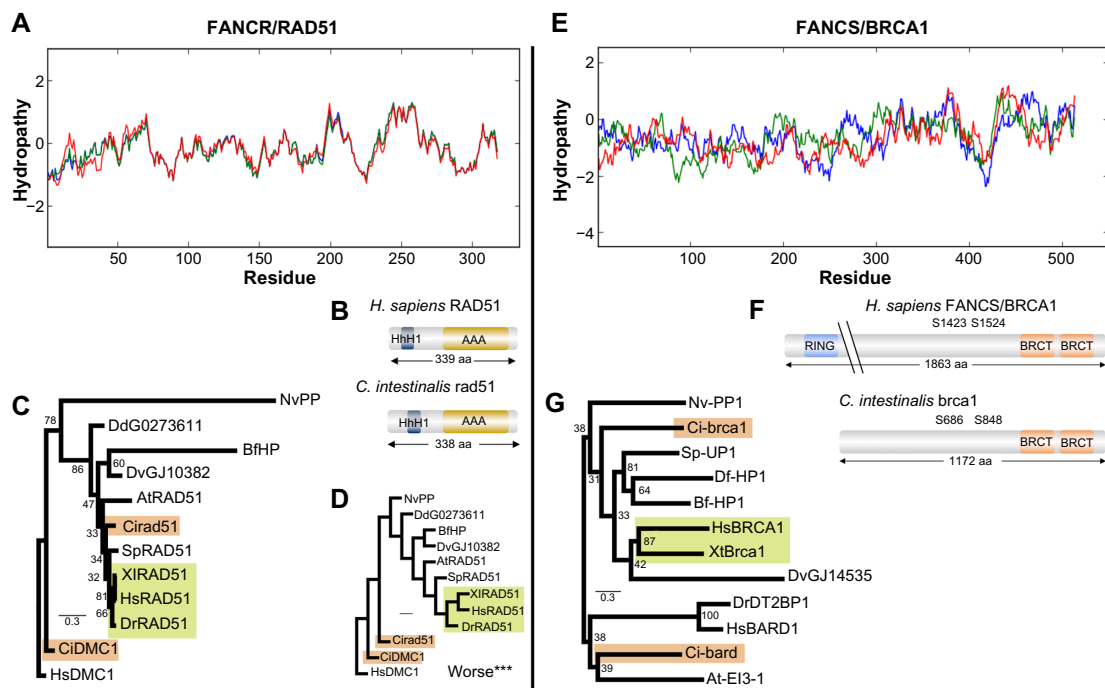 A
FANCR/RAD51
2
0
−2
Hydropathy
50 100 150 200 250 300
Residue
B
H. sapiens RAD51
HhH1
AAA
339 aa
C. intestinalis rad51
HhH1
AAA
338 aa
C
NvPP
78
DdG0273611
BfHP
86
60
DvGJ10382
47
AtRAD51
Cirad51
33
SpRAD51
34
XlRAD51
32
HsRAD51
81
DrRAD51
66
0.3
CiDMC1
HsDMC1
D
NvPP
DdG0273611
BfHP
DvGJ10382
AtRAD51
SpRAD51
XlRAD51
HsRAD51
DrRAD51
Cirad51
CiDMC1
HsDMC1
Worse***
E
FANCS/BRCA1
2
0
−2
−4
Hydropathy
100 200 300 400 500
Residue
F
H. sapiens FANCS/BRCA1
S1423 S1524
RING
BRCT BRCT
1863 aa
C. intestinalis brca1
S686 S848
BRCT BRCT
1172 aa
G
Nv-PP1
38
Ci-brca1
Sp-UP1
81
31
Df-HP1
64
Bf-HP1
33
HsBRCA1
87
XtBrca1
42
DvGJ14535
0.3
DrDT2BP1
100
HsBARD1
38
Ci-bard
39
At-EI3-1